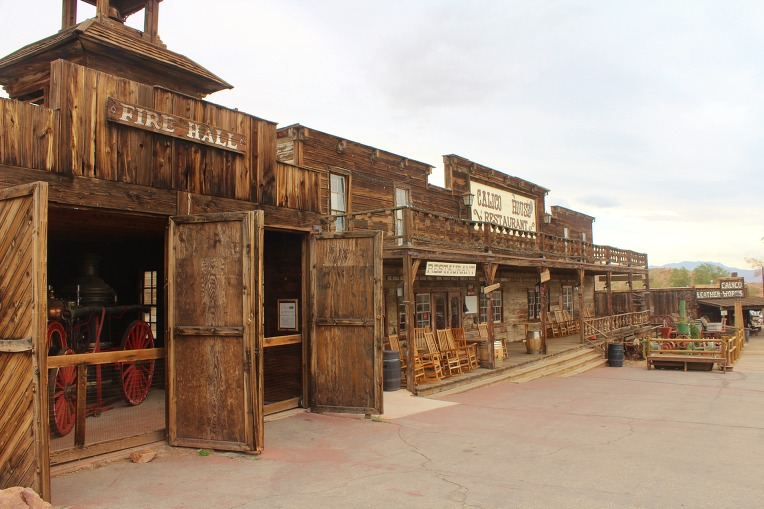 FIRE HALL
CALICO HOUSE
RESTAURANT
RESTAURANT
CALICO
LEATHER WORKS